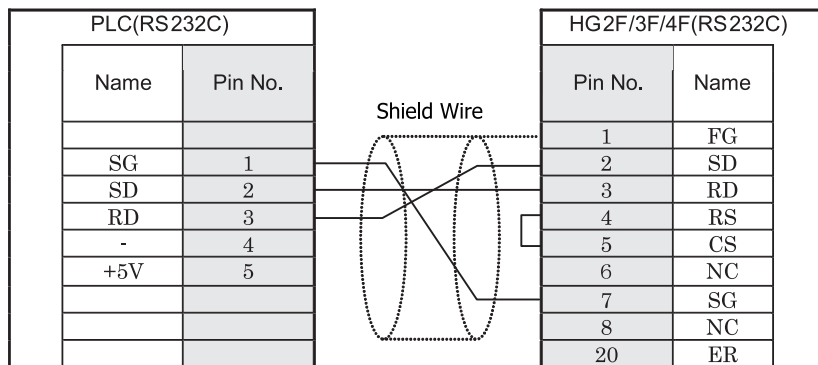 PLC(RS232C) HG2F/3F/4F(RS232C)
Name Pin No. Pin No. Name
Shield Wire
1 FG
SG 1 2 SD
SD 2 3 RD
RD 3 4 RS
- 4 5 CS
+5V 5 6 NC
7 SG
8 NC
20 ER